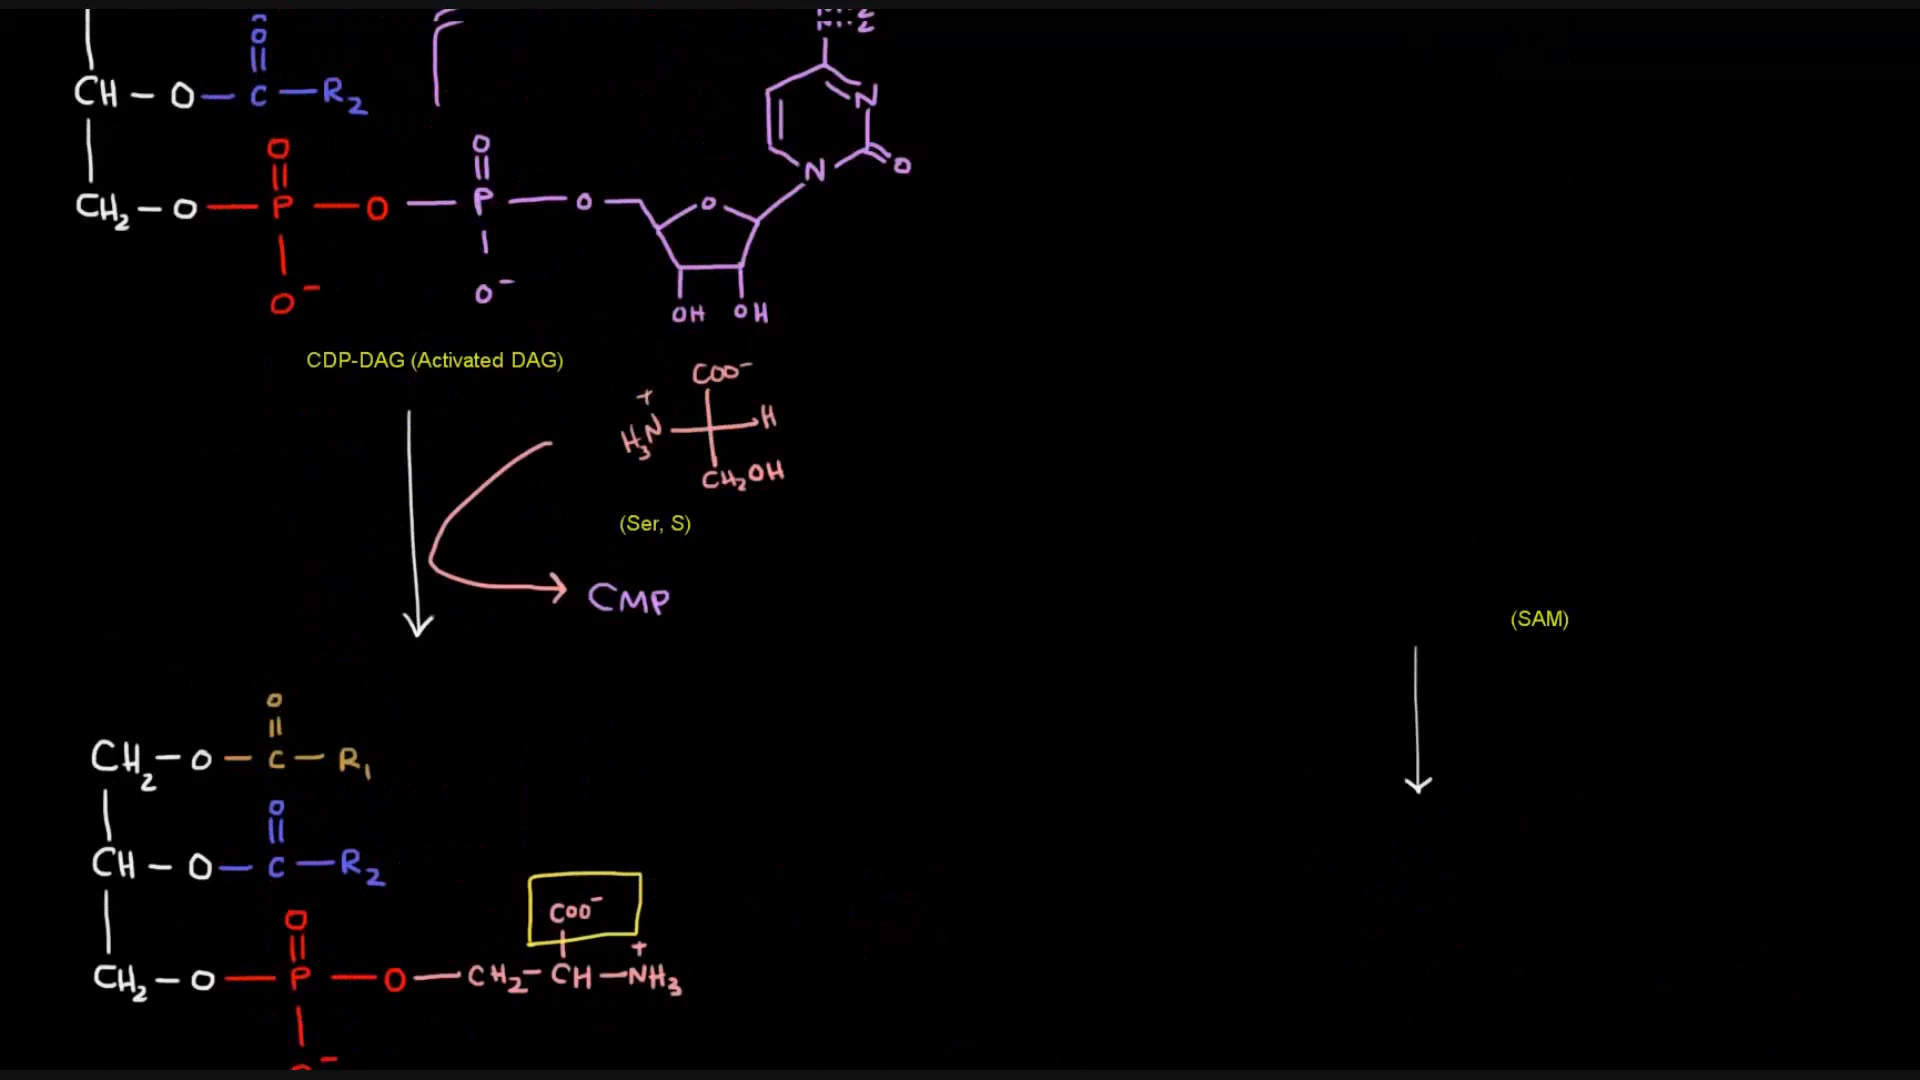 O
CH - O - C - R2
NH2
N
N
O
O
O
CH2 - O - P - O - P - O
O
O-
O-
OH OH
CDP-DAG (Activated DAG)
COO-
+
H3N
H
CH2OH
(Ser, S)
CMP
(SAM)
O
CH2 - O - C - R1
O
CH - O - C - R2
COO-
O
+
CH2 - O - P - O - CH2 - CH - NH3
O-